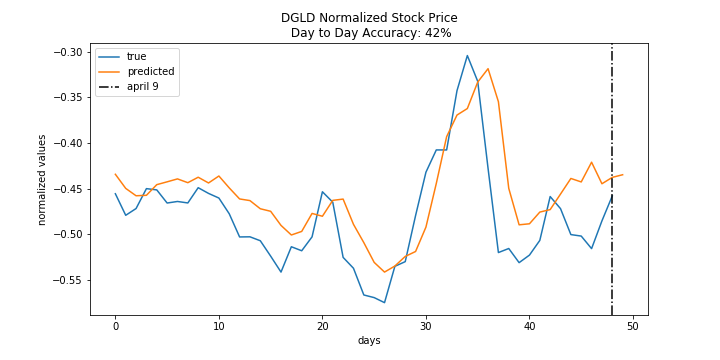 DGLD Normalized Stock Price
Day to Day Accuracy: 42%
true
predicted
april 9
normalized values
−0.30
−0.35
−0.40
−0.45
−0.50
−0.55
0
10
20
30
40
50
days